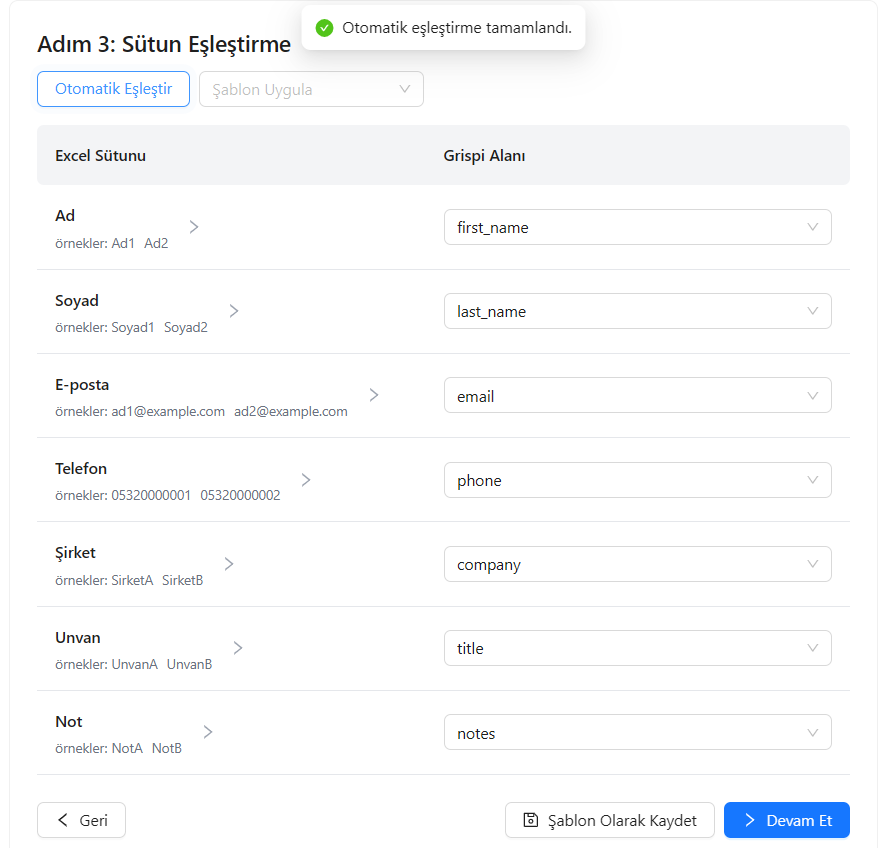 Otomatik eşleştirme tamamlandı.
Adım 3: Sütun Eşleştirme
Otomatik Eşleştir
Şablon Uygula
Excel Sütunu
Grispi Alanı
Ad
örnekler: Ad1 Ad2
first_name
Soyad
örnekler: Soyad1 Soyad2
last_name
E-posta
örnekler: ad1@example.com ad2@example.com
email
Telefon
örnekler: 05320000001 05320000002
phone
Şirket
örnekler: SirketA SirketB
company
Unvan
örnekler: UnvanA UnvanB
title
Not
örnekler: NotA NotB
notes
Geri
Şablon Olarak Kaydet
Devam Et